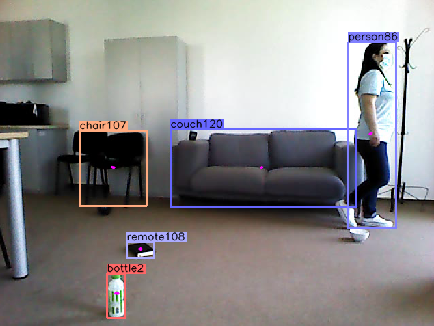 person86
chair107
couch120
remote108
bottle2